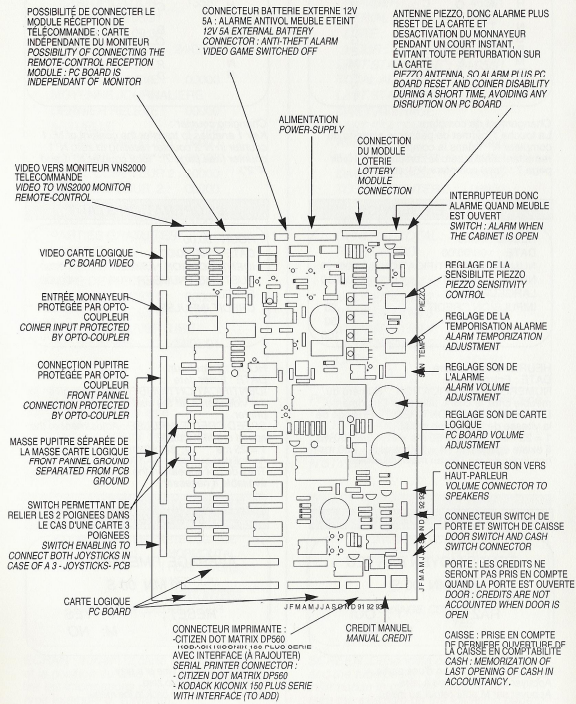 POSSIBILITÉ DE CONNECTER LE
MODULE RÉCEPTION DE
TÉLÉCOMMANDE : CARTE
INDÉPENDANTE DU MONITEUR
POSSIBILITY OF CONNECTING THE
REMOTE-CONTROL RECEPTION
MODULE : PC BOARD IS
INDEPENDANT OF MONITOR
CONNECTEUR BATTERIE EXTERNE 12V
5A : ALARME ANTIVOL MEUBLE ETEINT
12V 5A EXTERNAL BATTERY
CONNECTOR : ANTI-THEFT ALARM
VIDEO GAME SWITCHED OFF
ANTENNE PIEZZO, DONC ALARME PLUS
RESET DE LA CARTE ET
DESACTIVATION DU MONNAYEUR
PENDANT UN COURT INSTANT,
ÉVITANT TOUTE PERTURBATION SUR
LA CARTE
PIEZZO ANTENNA, SO ALARM PLUS PC
BOARD RESET AND COINER DISABILITY
DURING A SHORT TIME, AVOIDING ANY
DISRUPTION ON PC BOARD
ALIMENTATION
POWER-SUPPLY
CONNECTION
DU MODULE
LOTERIE
LOTTERY
MODULE
CONNECTION
VIDEO VERS MONITEUR VNS2000
TELECOMMANDE
VIDEO TO VNS2000 MONITOR
REMOTE-CONTROL
INTERRUPTEUR DONC
ALARME QUAND MEUBLE
EST OUVERT
SWITCH : ALARM WHEN
THE CABINET IS OPEN
VIDEO CARTE LOGIQUE
PC BOARD VIDEO
REGLAGE DE LA
SENSIBILITE PIEZZO
PIEZZO SENSITIVITY
CONTROL
PIEZZO
ENTRÉE MONNAYEUR
PROTÉGÉE PAR OPTO-
COUPLEUR
COINER INPUT PROTECTED
BY OPTO-COUPLER
REGLAGE DE LA
TEMPORISATION ALARME
ALARM TEMPORIZATION
ADJUSTMENT
TEMPO
CONNECTION PUPITRE
PROTÉGÉE PAR OPTO-
COUPLEUR
FRONT PANNEL
CONNECTION PROTECTED
BY OPTO-COUPLER
REGLAGE SON DE
L'ALARME
ALARM VOLUME
ADJUSTMENT
SON
REGLAGE SON DE CARTE
LOGIQUE
PC BOARD VOLUME
ADJUSTMENT
MASSE PUPITRE SÉPARÉE DE
LA MASSE CARTE LOGIQUE
FRONT PANNEL GROUND
SEPARATED FROM PCB
GROUND
CONNECTEUR SON VERS
HAUT-PARLEUR
VOLUME CONNECTOR TO
SPEAKERS
SWITCH PERMETTANT DE
RELIER LES 2 POIGNEES DANS
LE CAS D'UNE CARTE 3
POIGNEES
SWITCH ENABLING TO
CONNECT BOTH JOYSTICKS IN
CASE OF A 3 - JOYSTICKS- PCB
CONNECTEUR SWITCH DE
PORTE ET SWITCH DE CAISSE
DOOR SWITCH AND CASH
SWITCH CONNECTOR
J F M A M J J A S O N D 91 92 93
PORTE : LES CREDITS NE
SERONT PAS PRIS EN COMPTE
QUAND LA PORTE EST OUVERTE
DOOR : CREDITS ARE NOT
ACCOUNTED WHEN DOOR IS
OPEN
CARTE LOGIQUE
PC BOARD
J F M A M J J A S O N D 91 92 93
CONNECTEUR IMPRIMANTE :
-CITIZEN DOT MATRIX DP560
- KODACK KICONIX 150 PLUS SERIE
AVEC INTERFACE (À RAJOUTER)
SERIAL PRINTER CONNECTOR :
- CITIZEN DOT MATRIX DP560
- KODACK KICONIX 150 PLUS SERIE
WITH INTERFACE (TO ADD)
CREDIT MANUEL
MANUAL CREDIT
CAISSE : PRISE EN COMPTE
DE DERNIERE OUVERTURE DE
LA CAISSE EN COMPTABILITE
CASH : MEMORIZATION OF
LAST OPENING OF CASH IN
ACCOUNTANCY.